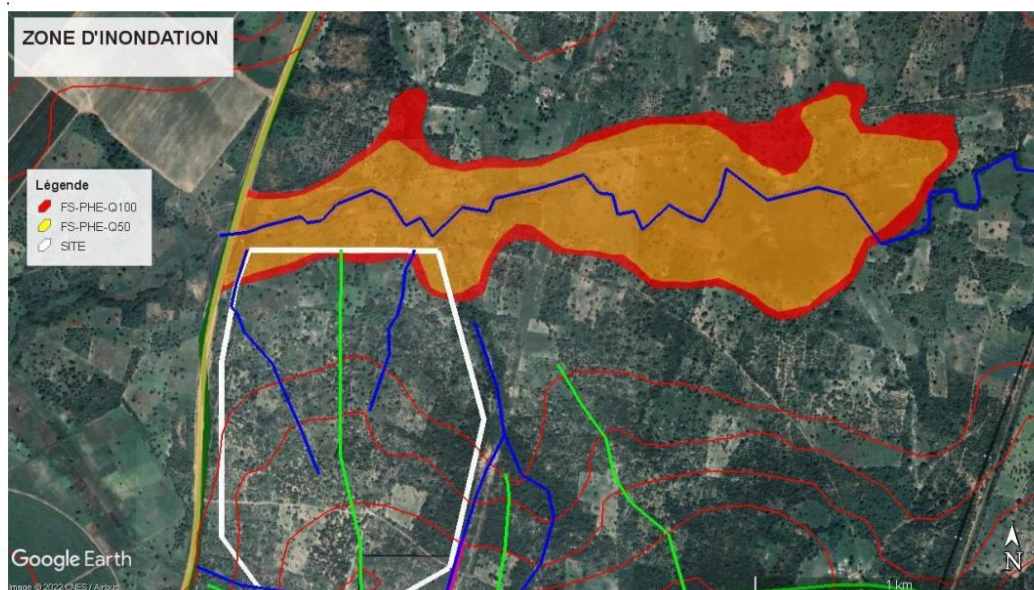 ZONE D'INONDATION
Légende
FS-PHE-Q100
FS-PHE-Q50
SITE
N
Google Earth
Image © 2022 CNES / Airbus
1 km